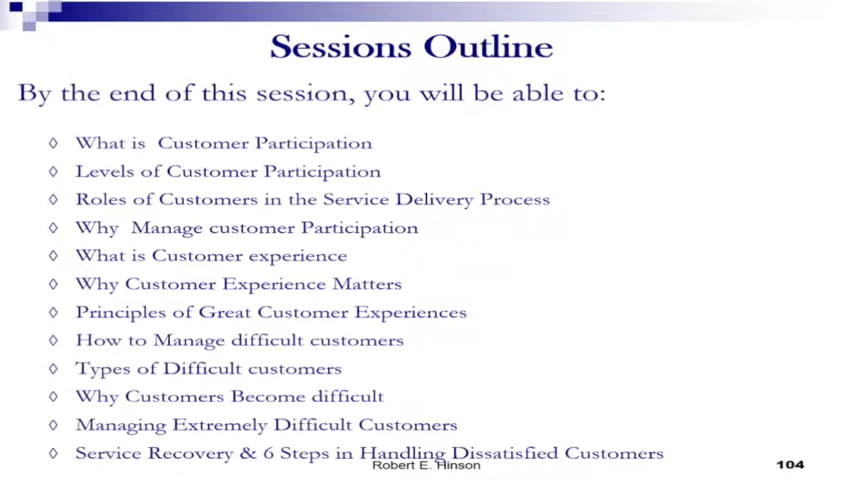 Sessions Outline
By the end of this session, you will be able to:
◊ What is Customer Participation
◊ Levels of Customer Participation
◊ Roles of Customers in the Service Delivery Process
◊ Why Manage customer Participation
◊ What is Customer experience
◊ Why Customer Experience Matters
◊ Principles of Great Customer Experiences
◊ How to Manage difficult customers
◊ Types of Difficult customers
◊ Why Customers Become difficult
◊ Managing Extremely Difficult Customers
◊ Service Recovery & 6 Steps in Handling Dissatisfied Customers
Robert E. Hinson
104